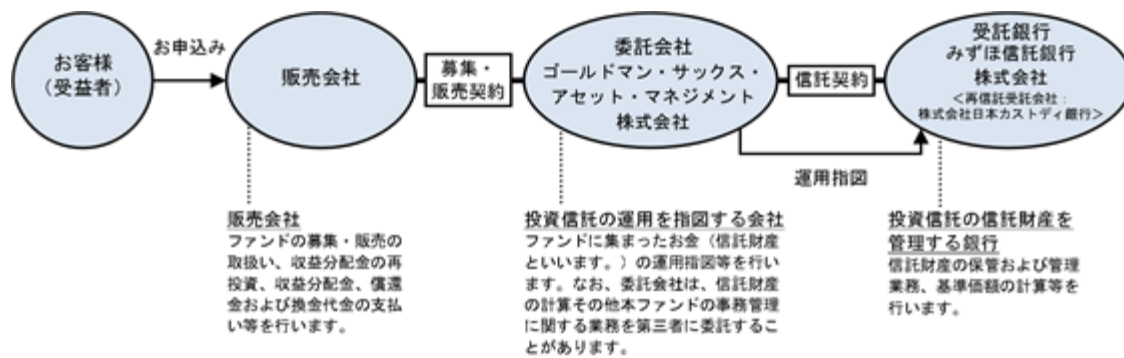 お客様
（受益者）
お申込み
販売会社
募集・
販売契約
委託会社
ゴールドマン・サックス・
アセット・マネジメント
株式会社
信託契約
受託銀行
みずほ信託銀行
株式会社
＜再信託受託会社：
株式会社日本カストディ銀行＞
運用指図
販売会社
ファンドの募集・販売の
取扱い、収益分配金の再
投資、収益分配金、償還
金および換金代金の支払
い等を行います。
投資信託の運用を指図する会社
ファンドに集まったお金（信託財産
といいます。）の運用指図等を行い
ます。なお、委託会社は、信託財産
の計算その他本ファンドの事務管理
に関する業務を第三者に委託するこ
とがあります。
投資信託の信託財産を
管理する銀行
信託財産の保管および管理
業務、基準価額の計算等を
行います。